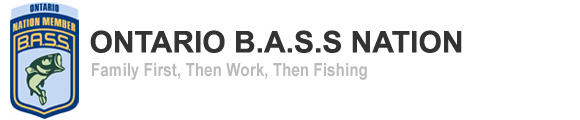 ONTARIO
NATION MEMBER
B.A.S.S.
ONTARIO B.A.S.S NATION
Family First, Then Work, Then Fishing